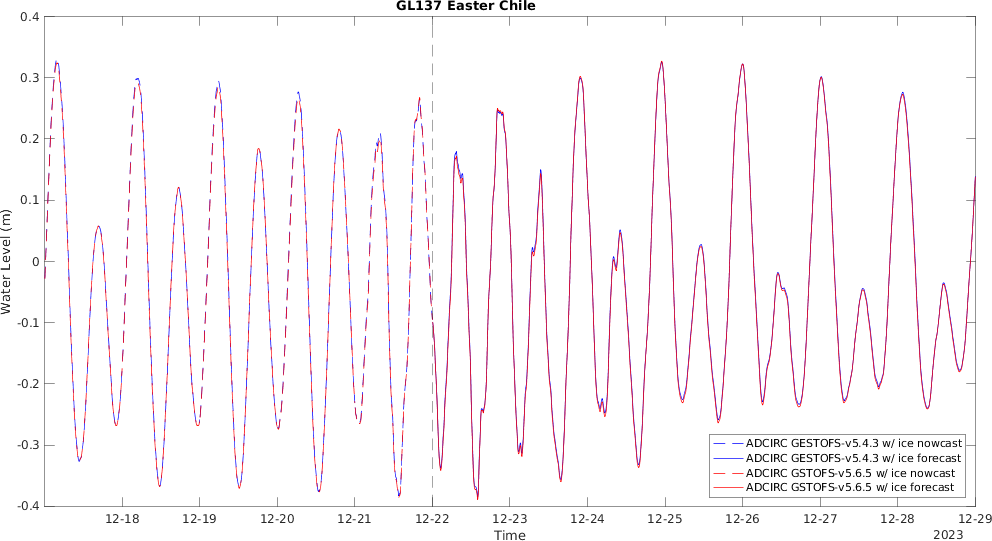 GL137 Easter Chile
0.4
0.3
0.2
0.1
0
-0.1
-0.2
-0.3
-0.4
Water Level (m)
ADCIRC GESTOFS-v5.4.3 w/ ice nowcast
ADCIRC GESTOFS-v5.4.3 w/ ice forecast
ADCIRC GSTOFS-v5.6.5 w/ ice nowcast
ADCIRC GSTOFS-v5.6.5 w/ ice forecast
12-18 12-19 12-20 12-21 12-22 12-23 12-24 12-25 12-26 12-27 12-28 12-29
Time
2023